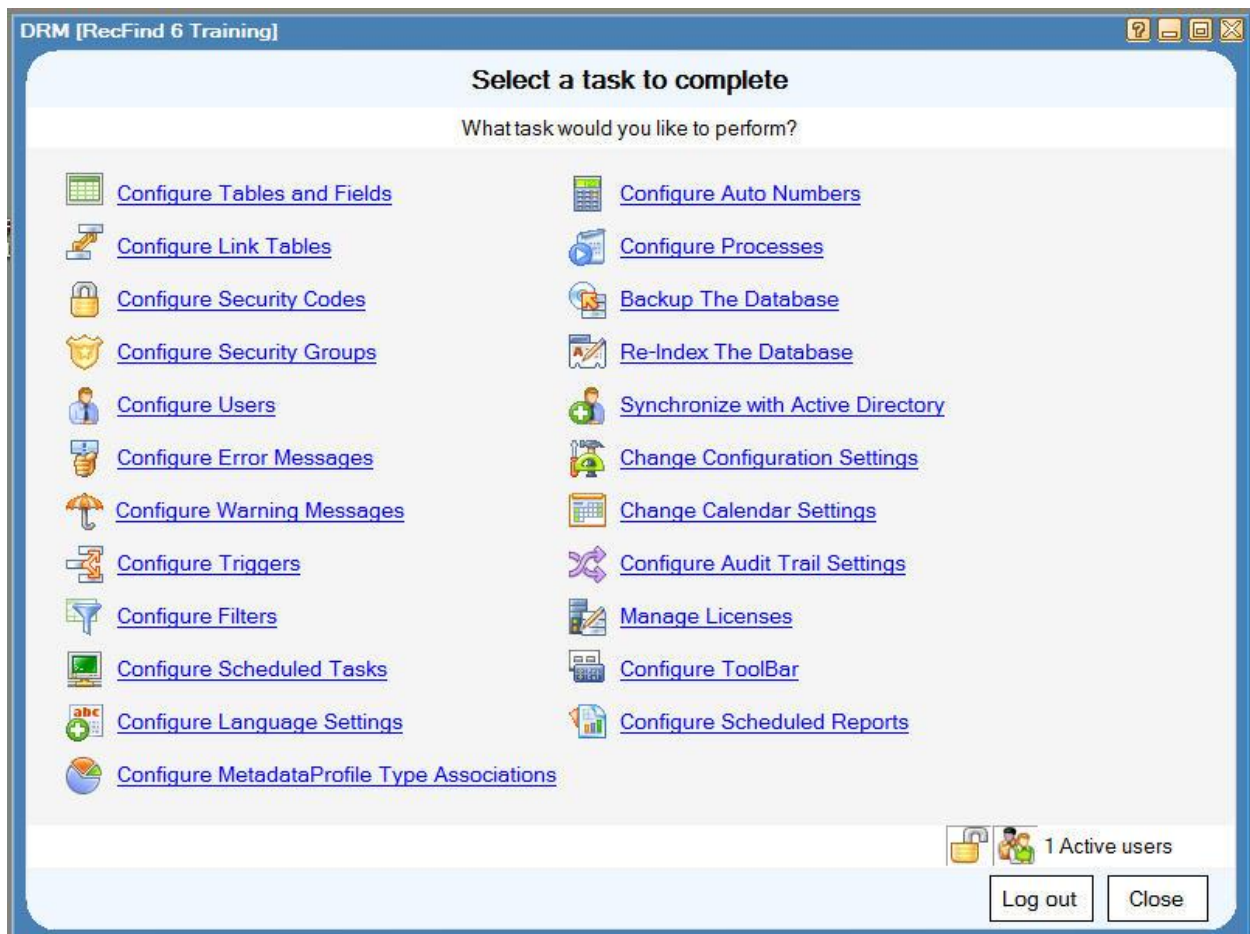 DRM [RecFind 6 Training]
Select a task to complete
What task would you like to perform?
Configure Tables and Fields
Configure Link Tables
Configure Security Codes
Configure Security Groups
Configure Users
Configure Error Messages
Configure Warning Messages
Configure Triggers
Configure Filters
Configure Scheduled Tasks
Configure Language Settings
Configure MetadataProfile Type Associations
Configure Auto Numbers
Configure Processes
Backup The Database
Re-Index The Database
Synchronize with Active Directory
Change Configuration Settings
Change Calendar Settings
Configure Audit Trail Settings
Manage Licenses
Configure ToolBar
Configure Scheduled Reports
1 Active users
Log out
Close